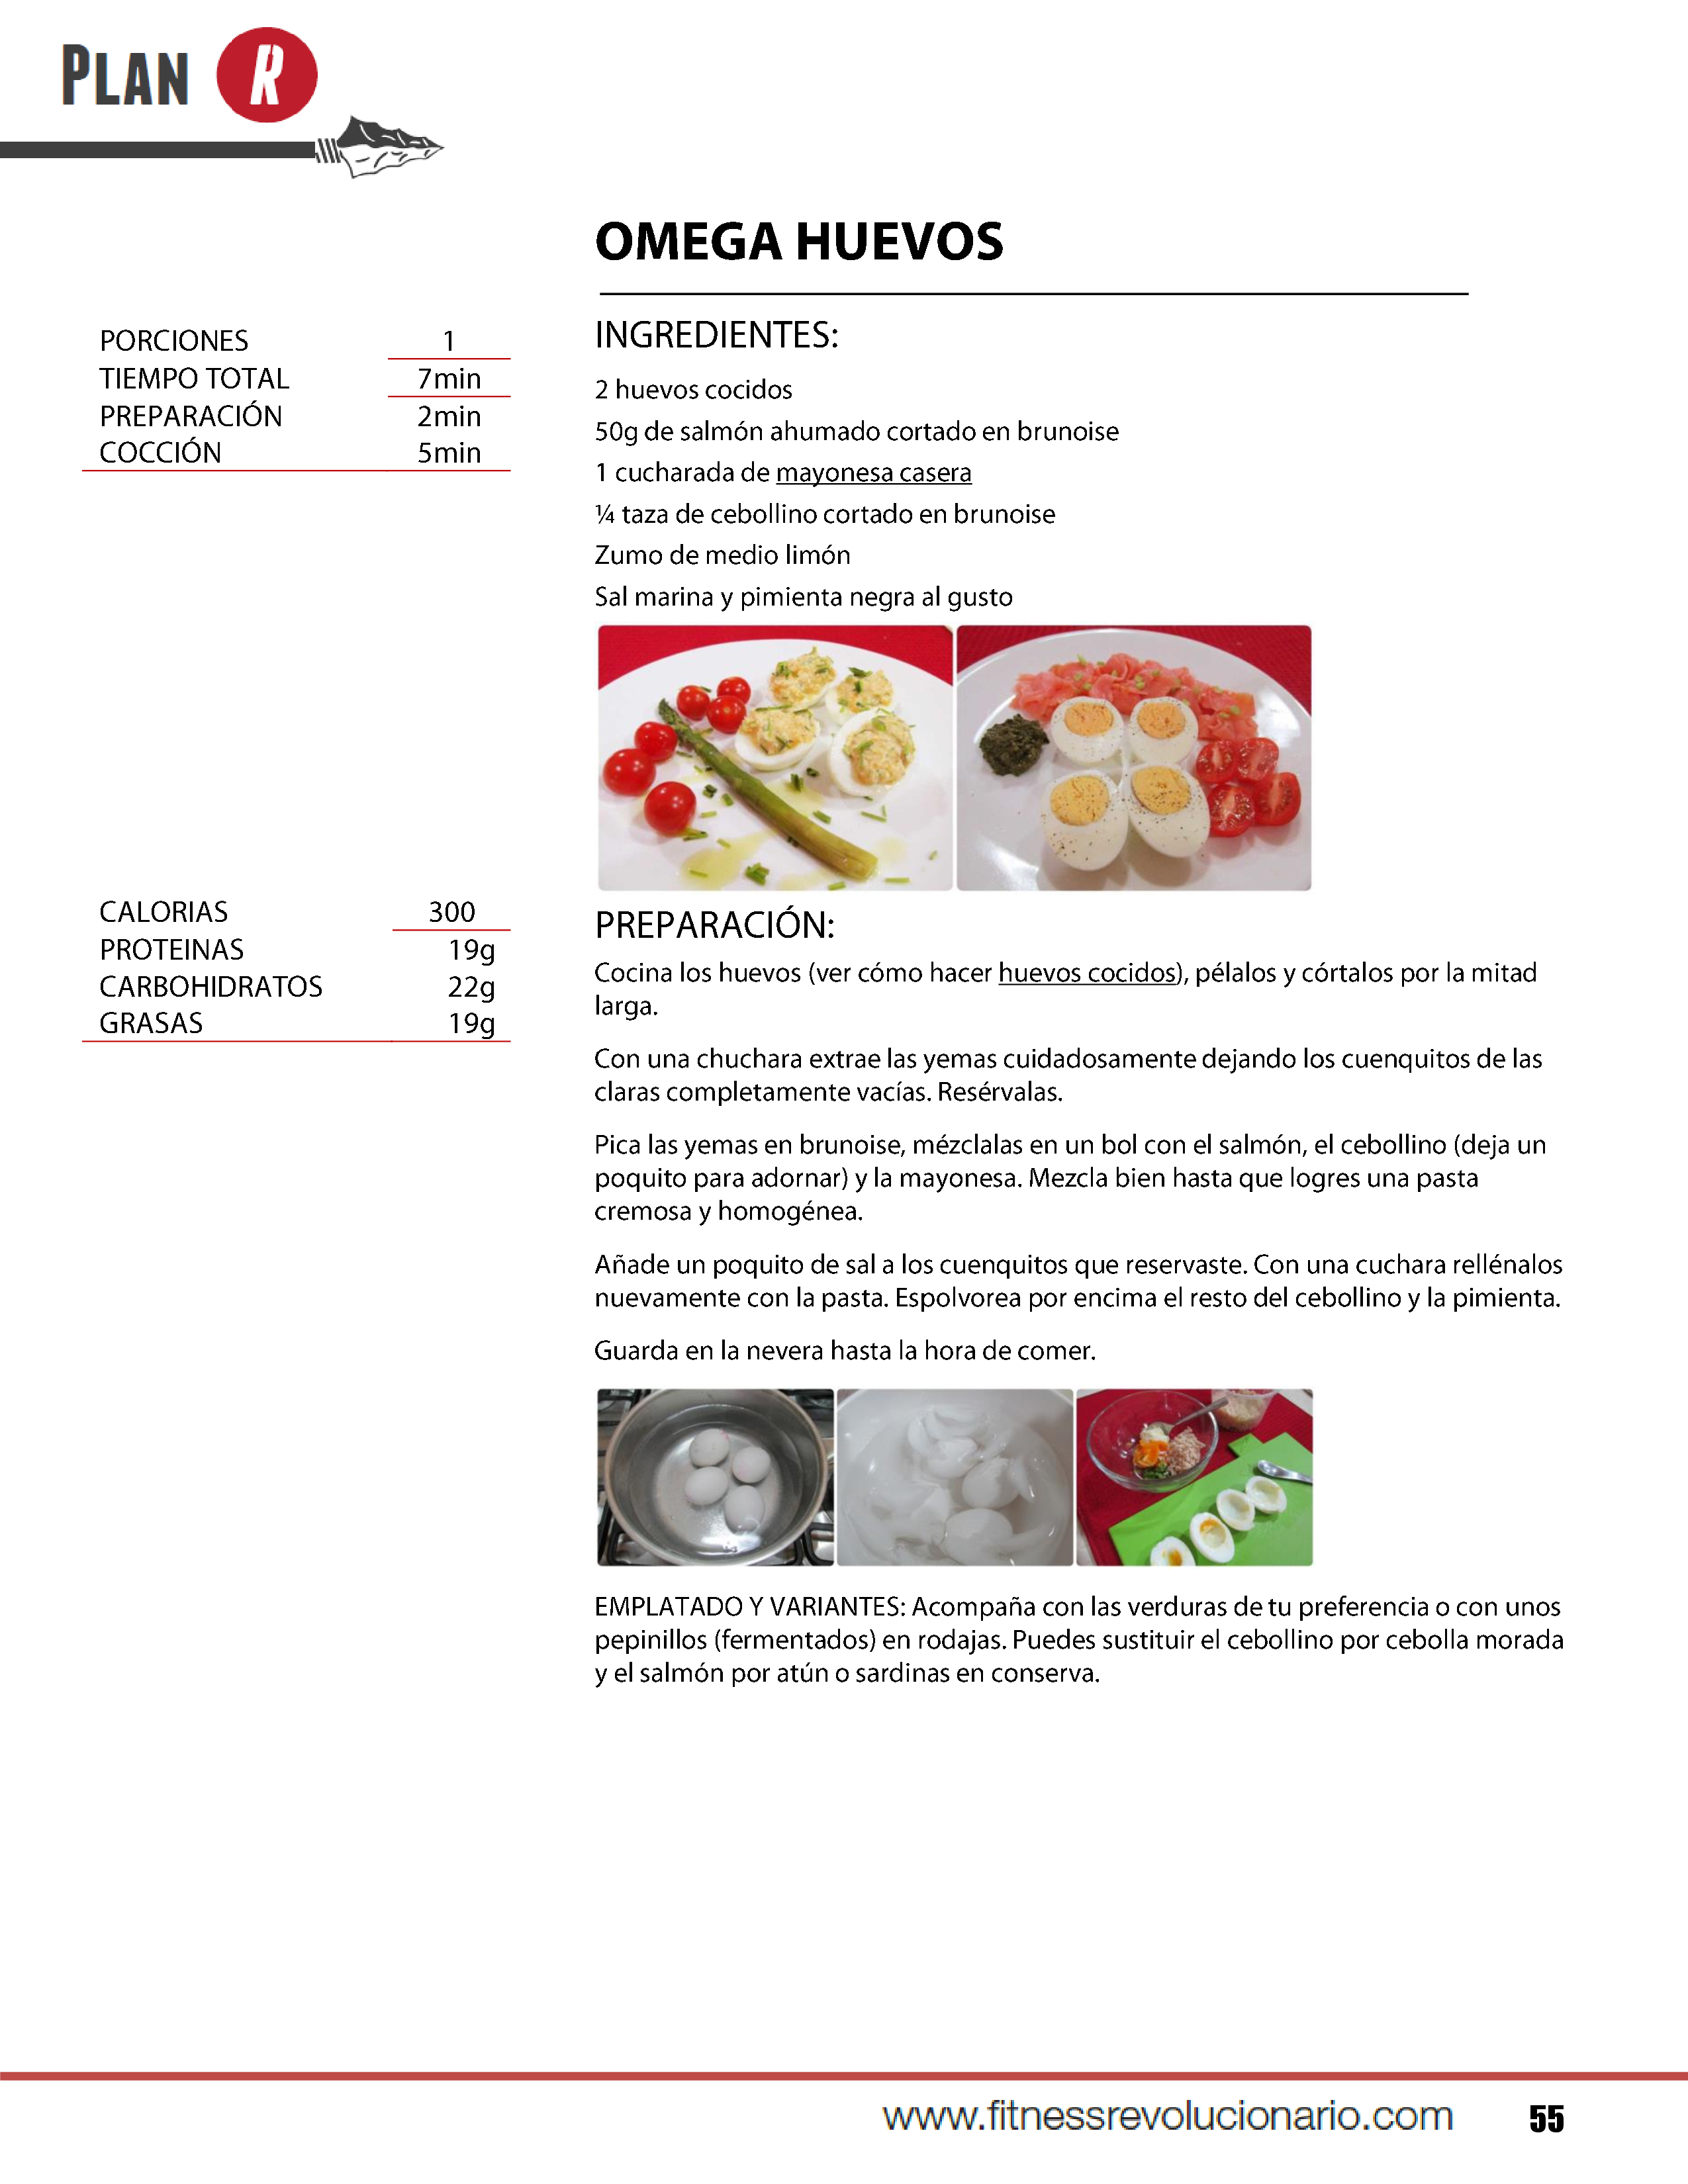 PLAN R
OMEGA HUEVOS
PORCIONES 1
TIEMPO TOTAL 7min
PREPARACIÓN 2min
COCCIÓN 5min
INGREDIENTES:
2 huevos cocidos
50g de salmón ahumado cortado en brunoise
1 cucharada de mayonesa casera
¼ taza de cebollino cortado en brunoise
Zumo de medio limón
Sal marina y pimienta negra al gusto
CALORIAS 300
PROTEINAS 19g
CARBOHIDRATOS 22g
GRASAS 19g
PREPARACIÓN:
Cocina los huevos (ver cómo hacer huevos cocidos), pélalos y córtalos por la mitad
larga.
Con una chuchara extrae las yemas cuidadosamente dejando los cuenquitos de las
claras completamente vacías. Resérvalas.
Pica las yemas en brunoise, mézclalas en un bol con el salmón, el cebollino (deja un
poquito para adornar) y la mayonesa. Mezcla bien hasta que logres una pasta
cremosa y homogénea.
Añade un poquito de sal a los cuenquitos que reservaste. Con una cuchara rellénalos
nuevamente con la pasta. Espolvorea por encima el resto del cebollino y la pimienta.
Guarda en la nevera hasta la hora de comer.
EMPLATADO Y VARIANTES: Acompaña con las verduras de tu preferencia o con unos
pepinillos (fermentados) en rodajas. Puedes sustituir el cebollino por cebolla morada
y el salmón por atún o sardinas en conserva.
www.fitnessrevolucionario.com 55